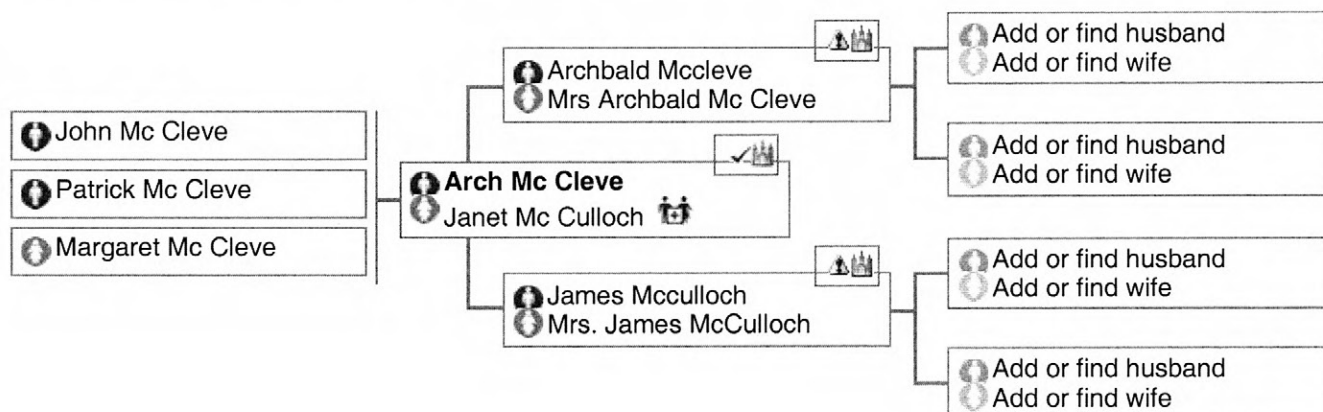 John Mc Cleve
Patrick Mc Cleve
Margaret Mc Cleve
Arch Mc Cleve
Janet Mc Culloch
Archbald Mccleve
Mrs Archbald Mc Cleve
James Mcculloch
Mrs. James McCulloch
Add or find husband
Add or find wife
Add or find husband
Add or find wife
Add or find husband
Add or find wife
Add or find husband
Add or find wife